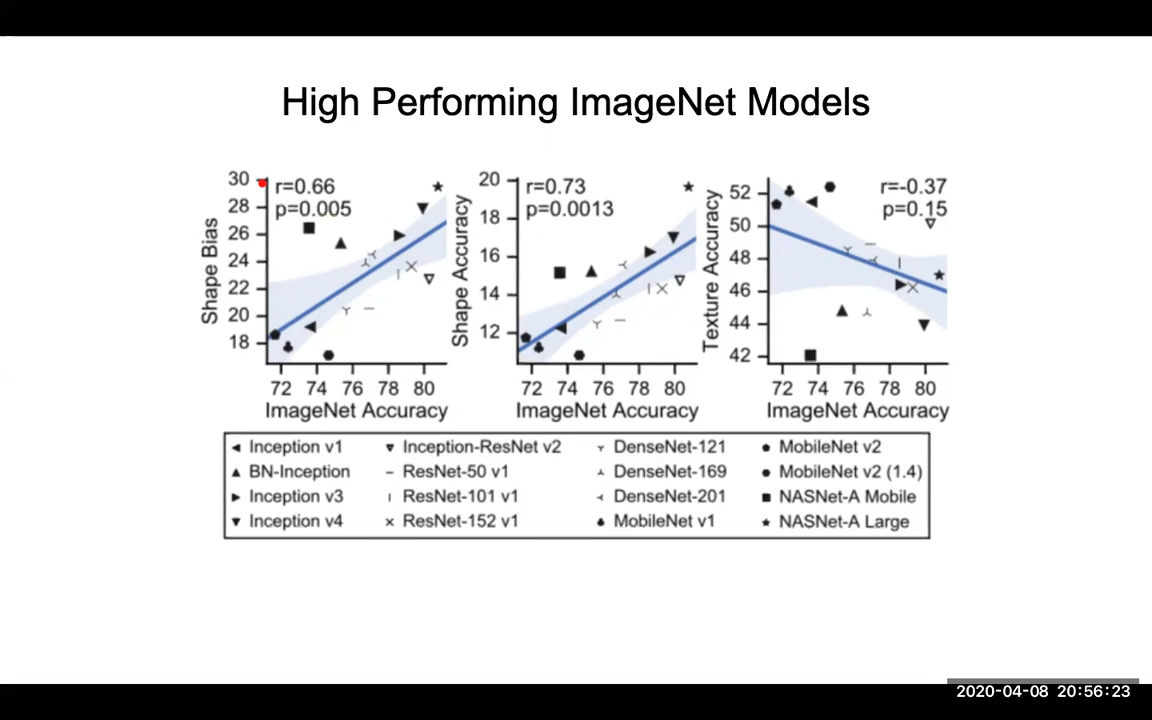 High Performing ImageNet Models
30
28
26
24
22
20
18
Shape Bias
r=0.66
p=0.005
72 74 76 78 80
ImageNet Accuracy
20
18
16
14
12
Shape Accuracy
r=0.73
p=0.0013
72 74 76 78 80
ImageNet Accuracy
52
50
48
46
44
42
Texture Accuracy
r=-0.37
p=0.15
72 74 76 78 80
ImageNet Accuracy
Inception v1 Inception-ResNet v2 DenseNet-121 MobileNet v2
BN-Inception ResNet-50 v1 DenseNet-169 MobileNet v2 (1.4)
Inception v3 ResNet-101 v1 DenseNet-201 NASNet-A Mobile
Inception v4 ResNet-152 v1 MobileNet v1 NASNet-A Large
2020-04-08 20:56:23